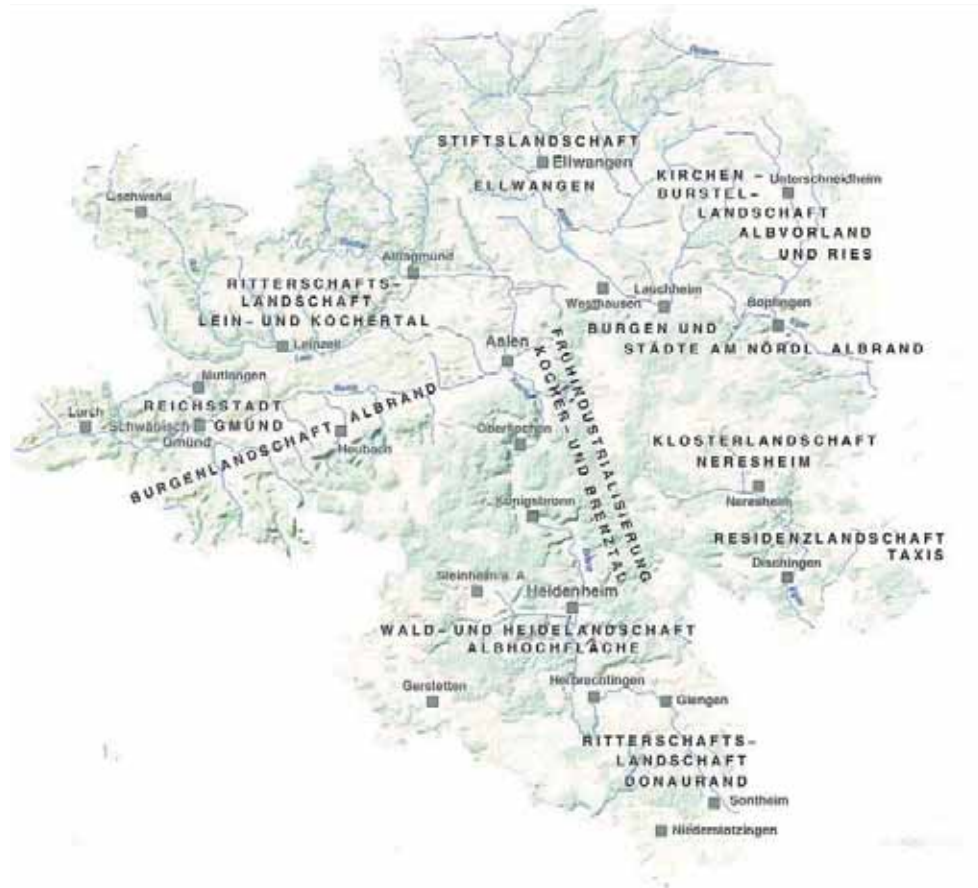 STIFTSLANDSCHAFT
Ellwangen
ELLWANGEN
KIRCHEN-
BURSTEL-
LANDSCHAFT
ALBVORLAND
UND RIES
Unterschneidheim
Gschwend
Abtsgmünd
RITTERSCHAFTS-
LANDSCHAFT
LEIN- UND KOCHERTAL
Leinzell
Lein
Westhausen
Lauchheim
Bopfingen
BURGEN UND
STÄDTE AM NÖRDL. ALBRAND
Aalen
Mutlangen
REICHSSTADT
GMÜND
Lorch
Schwäbisch
Gmünd
BURGENLANDSCHAFT ALBRAND
Heubach
FRÜHINDUSTRIALISIERUNG
KOCHER- UND BRENZTAL
Oberkochen
KLOSTERLANDSCHAFT
NERESHEIM
Neresheim
Königsbronn
RESIDENZLANDSCHAFT
TAXIS
Dischingen
Steinheim a. A.
Heidenheim
WALD- UND HEIDELANDSCHAFT
ALBHOCHFLÄCHE
Gerstetten
Herbrechtingen
Giengen
RITTERSCHAFTS-
LANDSCHAFT
DONAURAND
Sontheim
Niederstotzingen